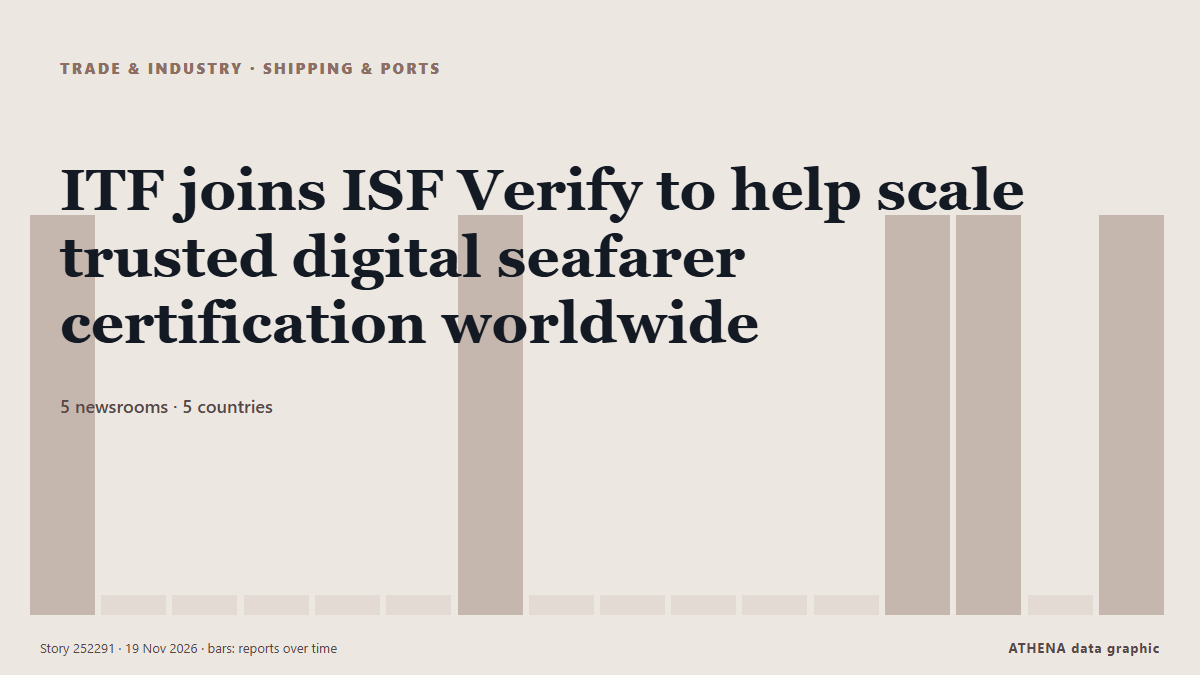 TRADE & INDUSTRY · SHIPPING & PORTS
ITF joins ISF Verify to help scale
trusted digital seafarer
certification worldwide
5 newsrooms · 5 countries
Story 252291 · 19 Nov 2026 · bars: reports over time
ATHENA data graphic